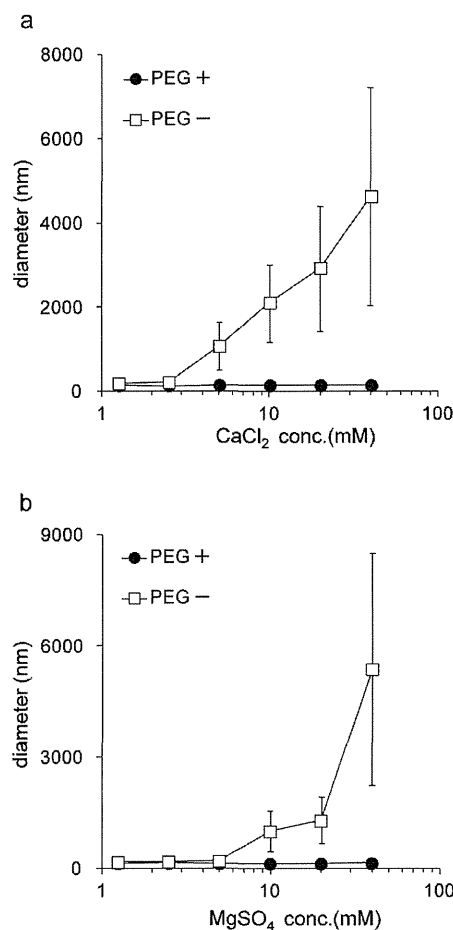 a
8000
PEG +
PEG −
6000
4000
2000
0
diameter (nm)
1
10
100
CaCl₂ conc.(mM)
b
9000
PEG +
PEG −
6000
3000
0
diameter (nm)
1
10
100
MgSO₄ conc.(mM)